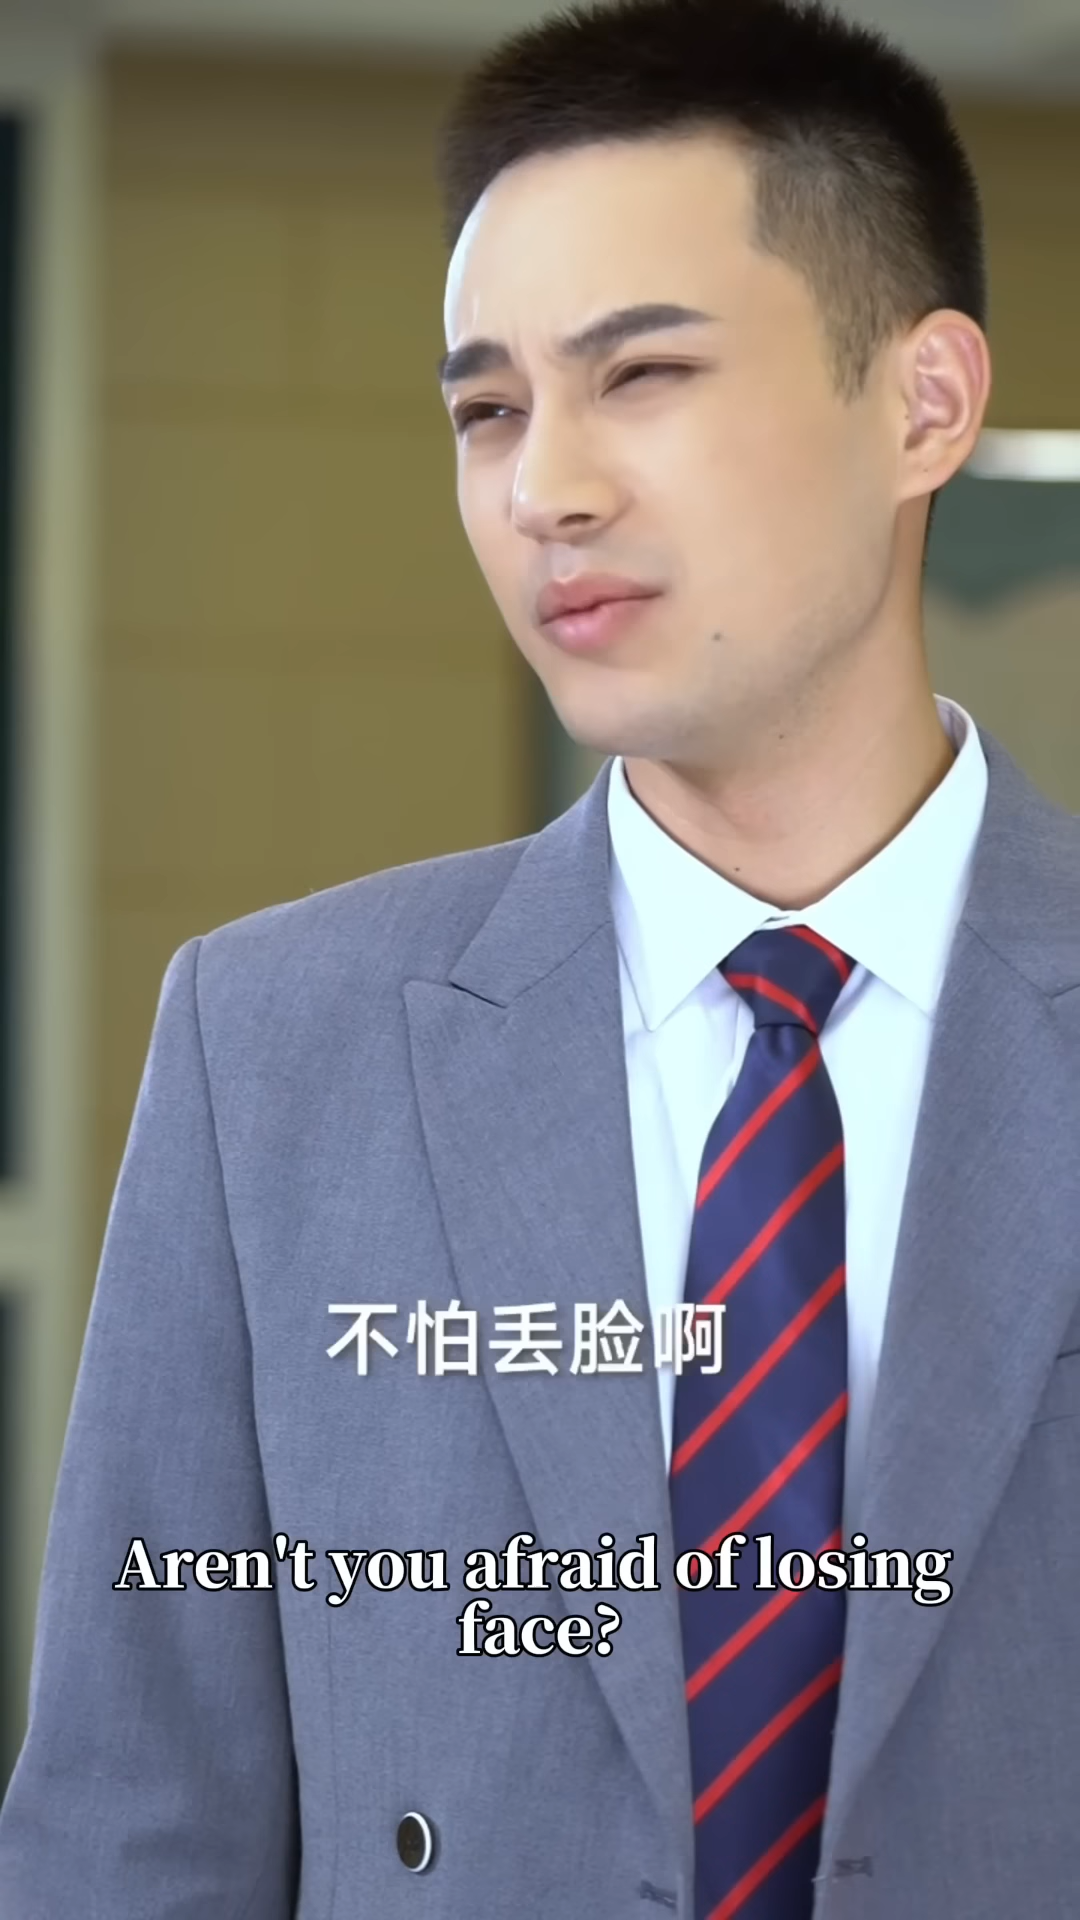 不怕丢脸啊
Aren't you afraid of losing
face?